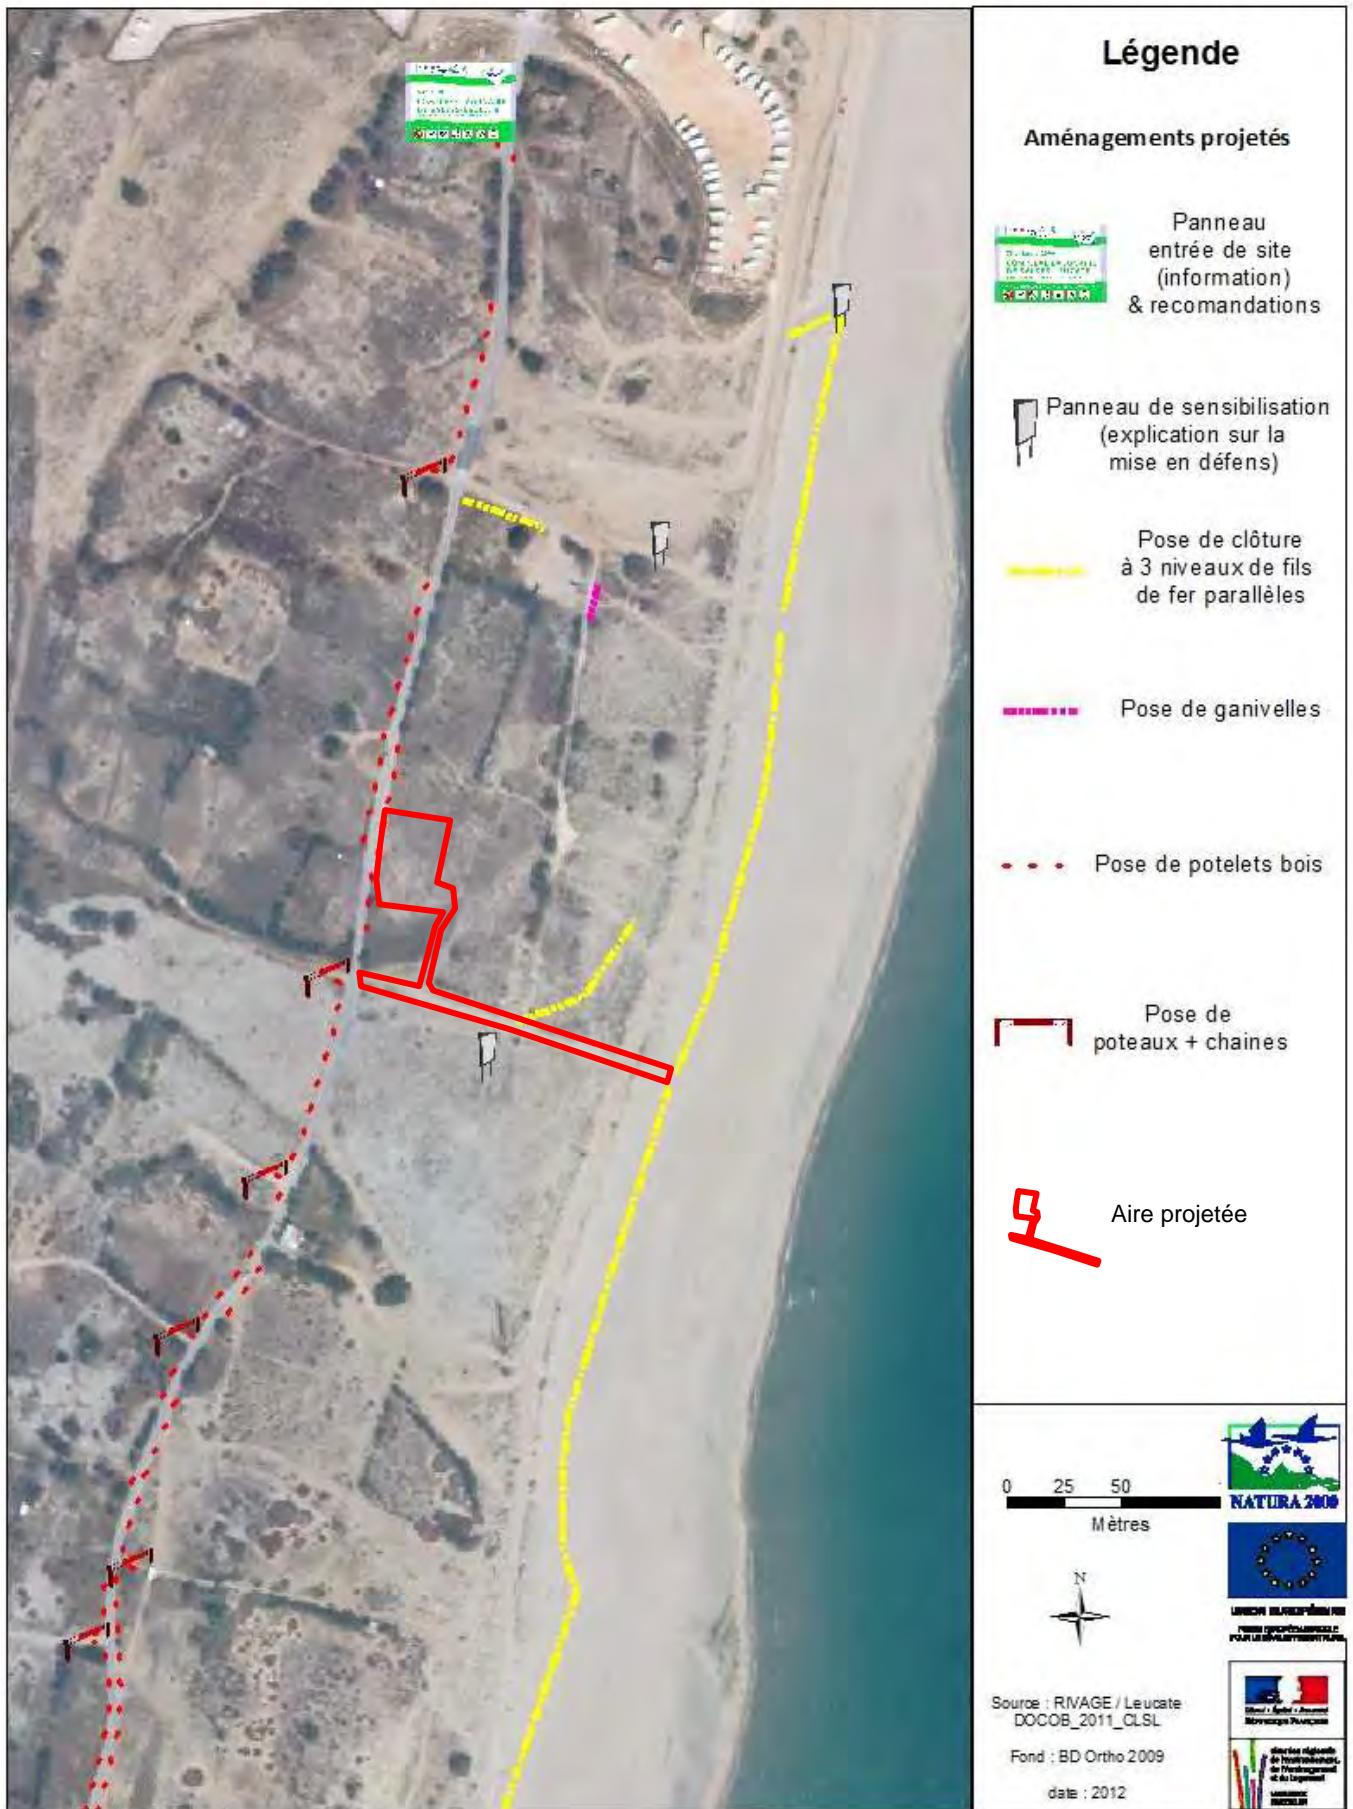 Légende
Aménagements projetés
Panneau
entrée de site
(information)
& recomandations
Panneau de sensibilisation
(explication sur la
mise en défens)
Pose de clôture
à 3 niveaux de fils
de fer parallèles
Pose de ganivelles
Pose de potelets bois
Pose de
poteaux + chaines
Aire projetée
0 25 50
Mètres
N
NATURA 2000
UNION EUROPÉENNE
Source : RIVAGE / Leucate
DOCOB_2011_CLSL
Fond : BD Ortho 2009
date : 2012